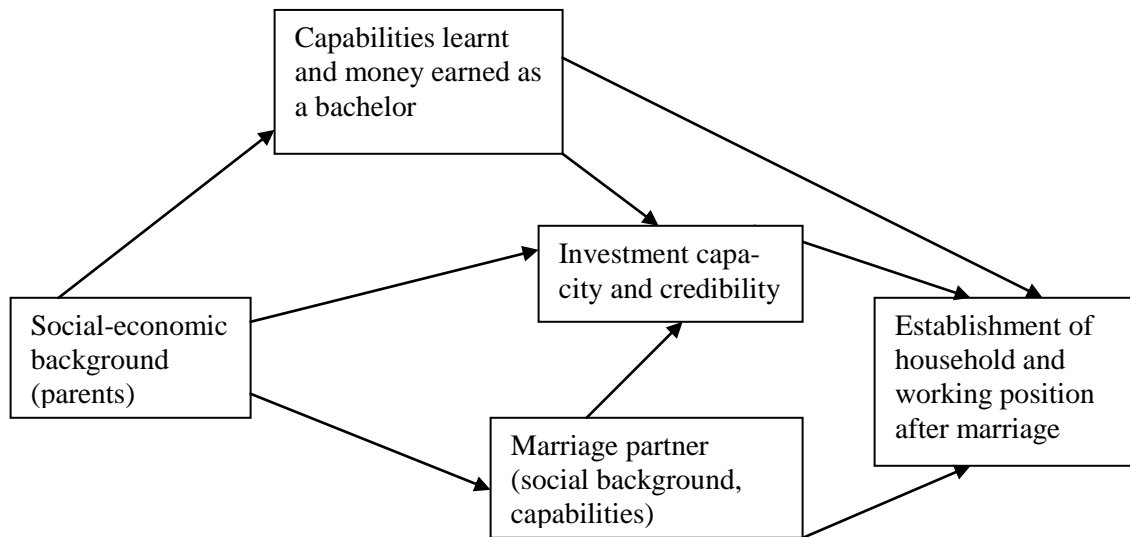 Capabilities learnt
and money earned as
a bachelor
Investment capa-
city and credibility
Social-economic
background
(parents)
Establishment of
household and
working position
after marriage
Marriage partner
(social background,
capabilities)